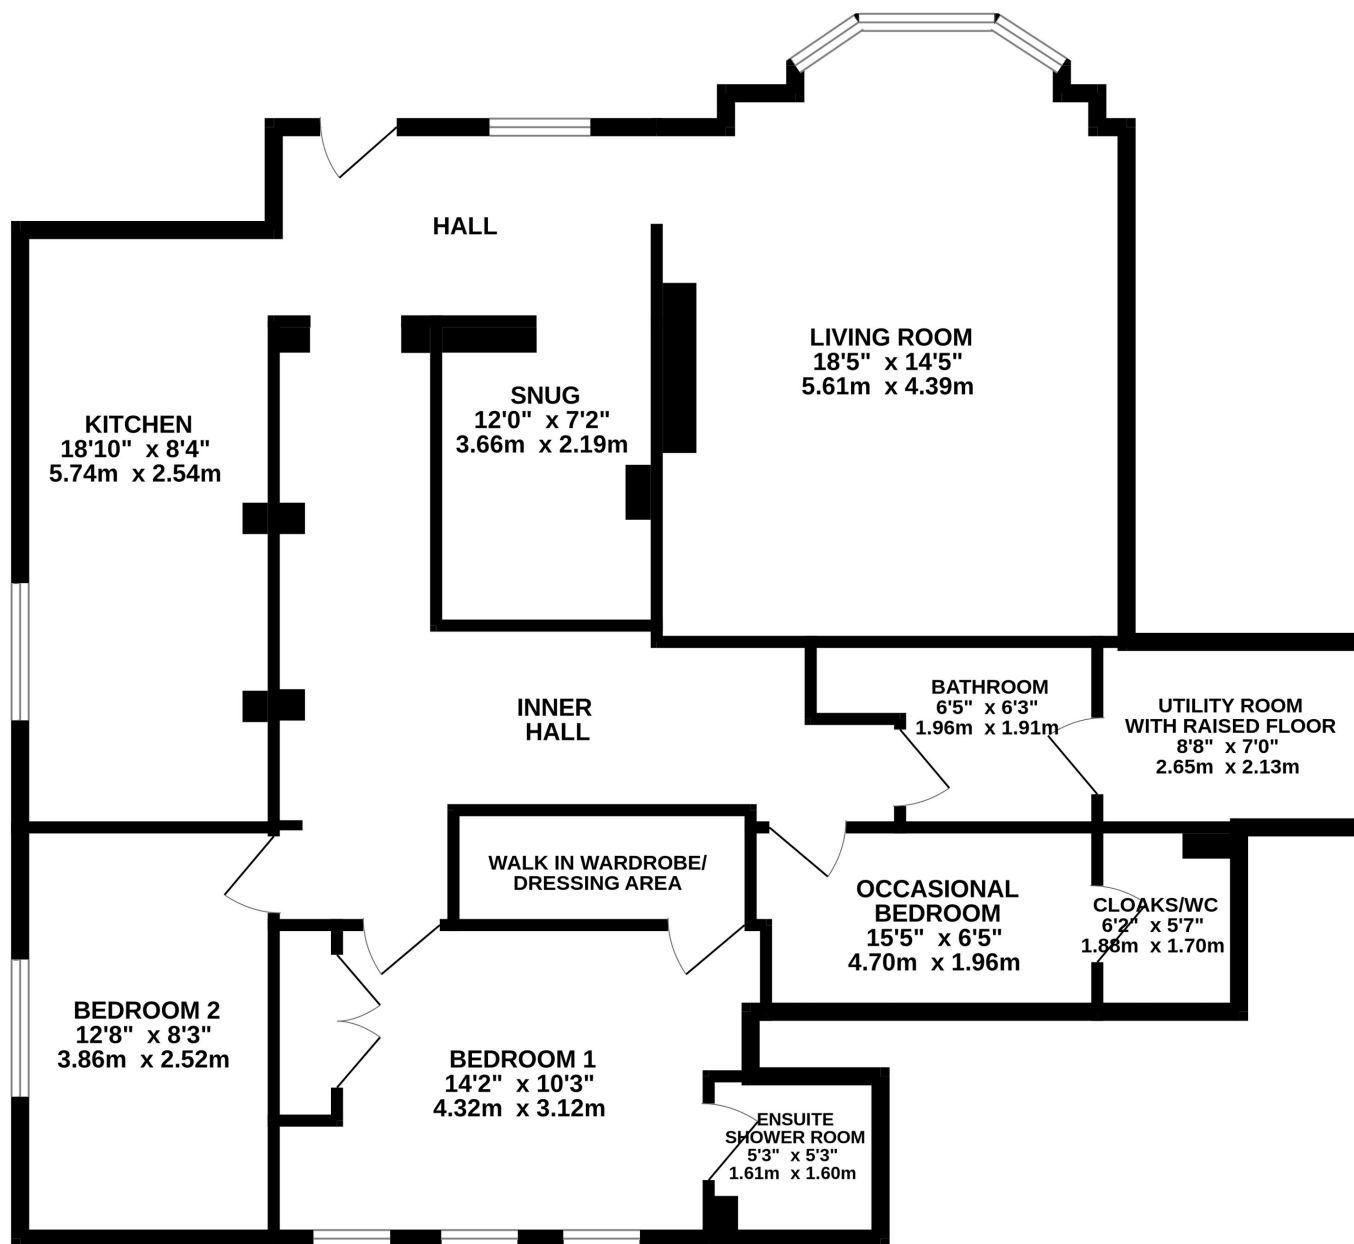 HALL
LIVING ROOM
18'5"  x 14'5"
5.61m  x 4.39m
SNUG
12'0"  x 7'2"
3.66m  x 2.19m
KITCHEN
18'10"  x 8'4"
5.74m  x 2.54m
INNER
HALL
BATHROOM
6'5"  x 6'3"
1.96m  x 1.91m
UTILITY ROOM
WITH RAISED FLOOR
8'8"  x 7'0"
2.65m  x 2.13m
WALK IN WARDROBE/
DRESSING AREA
OCCASIONAL
BEDROOM
15'5"  x 6'5"
4.70m  x 1.96m
CLOAKS/WC
6'2"  x 5'7"
1.88m  x 1.70m
BEDROOM 2
12'8"  x 8'3"
3.86m  x 2.52m
BEDROOM 1
14'2"  x 10'3"
4.32m  x 3.12m
ENSUITE
SHOWER ROOM
5'3"  x 5'3"
1.61m  x 1.60m